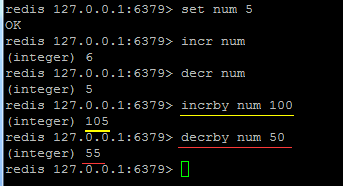 redis 127.0.0.1:6379> set num 5
OK
redis 127.0.0.1:6379> incr num
(integer) 6
redis 127.0.0.1:6379> decr num
(integer) 5
redis 127.0.0.1:6379> incrby num 100
(integer) 105
redis 127.0.0.1:6379> decrby num 50
(integer) 55
redis 127.0.0.1:6379>